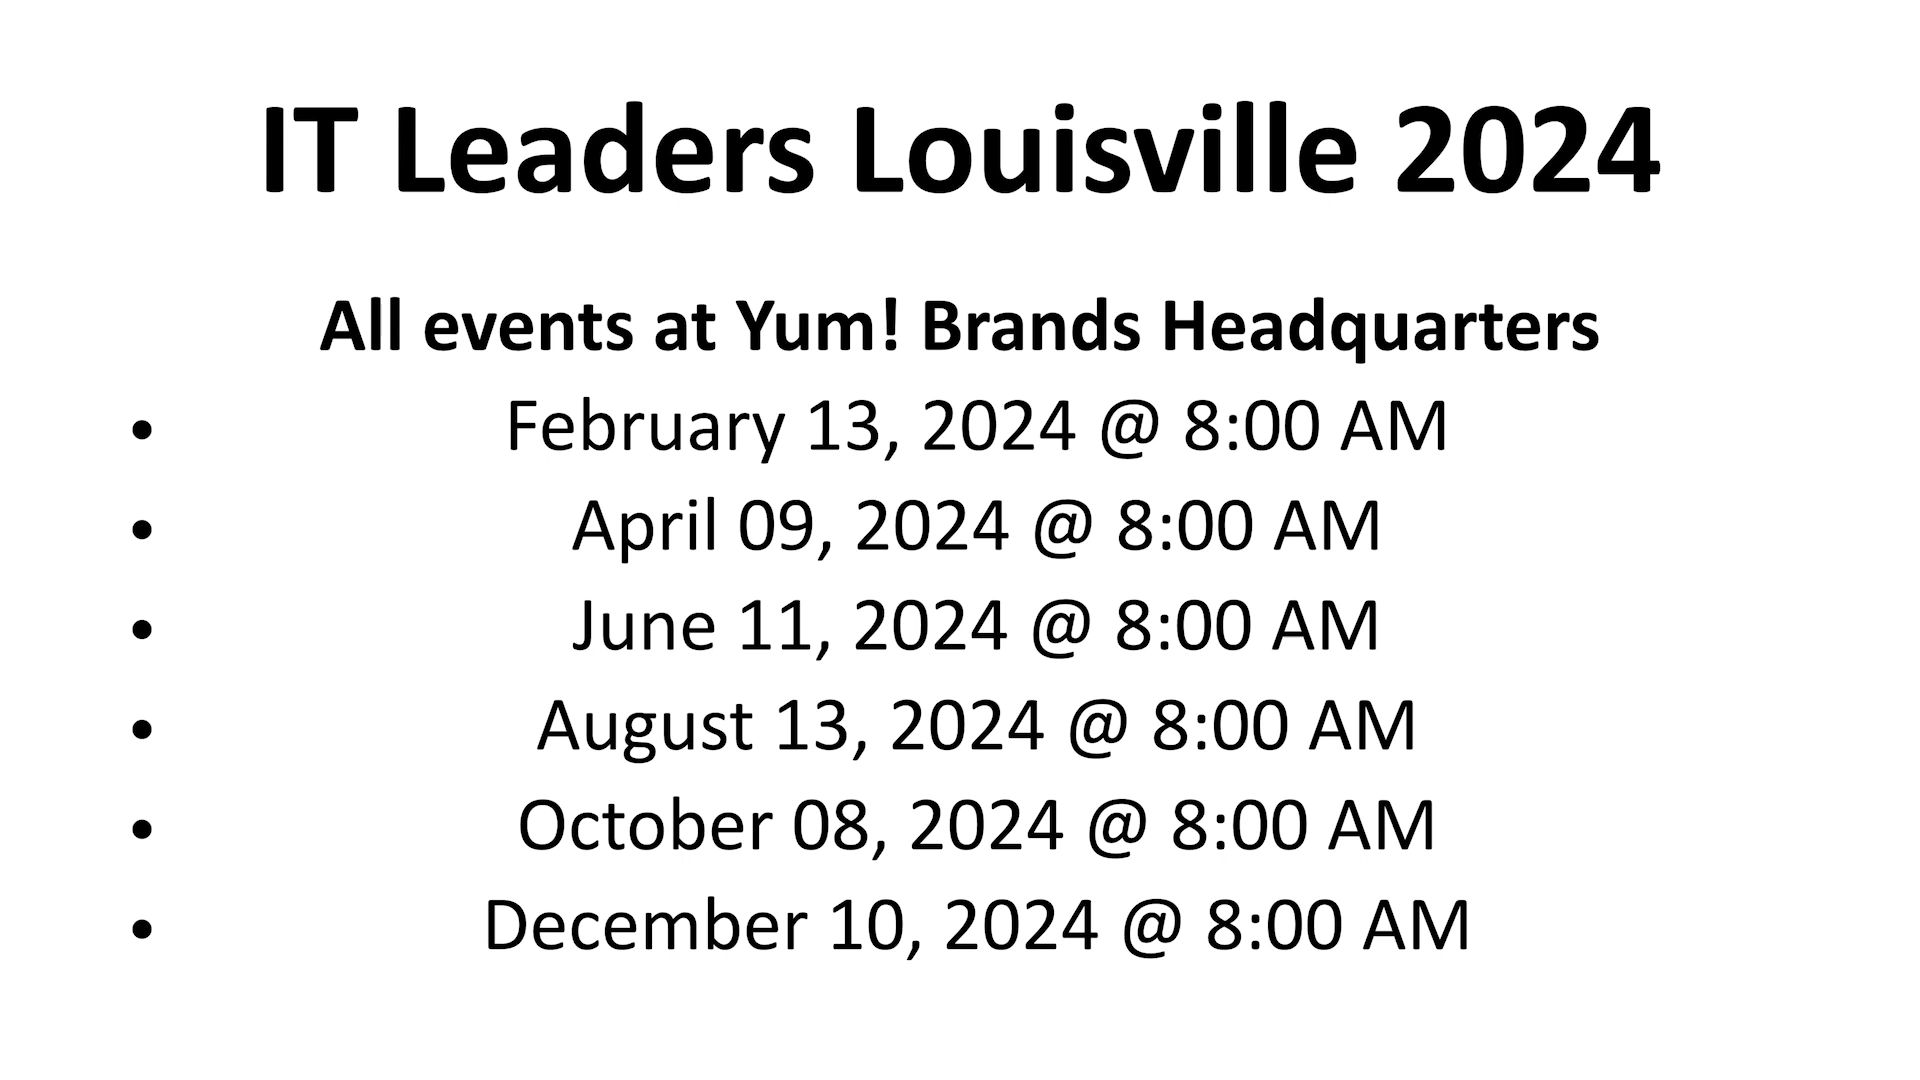 IT Leaders Louisville 2024
All events at Yum! Brands Headquarters
• February 13, 2024 @ 8:00 AM
• April 09, 2024 @ 8:00 AM
• June 11, 2024 @ 8:00 AM
• August 13, 2024 @ 8:00 AM
• October 08, 2024 @ 8:00 AM
• December 10, 2024 @ 8:00 AM